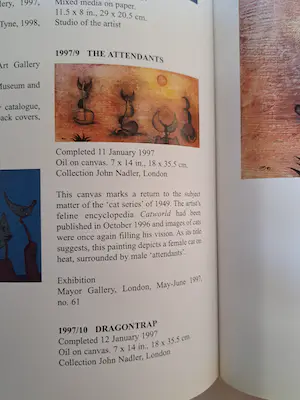 llery, 1997,
Tyne, 1998,
Art Gallery
Museum and
catalogue,
ack covers,
Mixed media on paper.
11.5 x 8 in., 29 x 20.5 cm.
Studio of the artist
1997/9 THE ATTENDANTS
Completed 11 January 1997
Oil on canvas. 7 x 14 in., 18 x 35.5 cm.
Collection John Nadler, London
This canvas marks a return to the subject
matter of the 'cat series' of 1949. The artist's
feline encyclopedia Catworld had been
published in October 1996 and images of cats
were once again filling his vision. As its title
suggests, this painting depicts a female cat on
heat, surrounded by male 'attendants'.
Exhibition
Mayor Gallery, London, May-June 1997,
no. 61
1997/10 DRAGONTRAP
Completed 12 January 1997
Oil on canvas. 7 x 14 in., 18 x 35.5 cm
Collection John Nadler, London